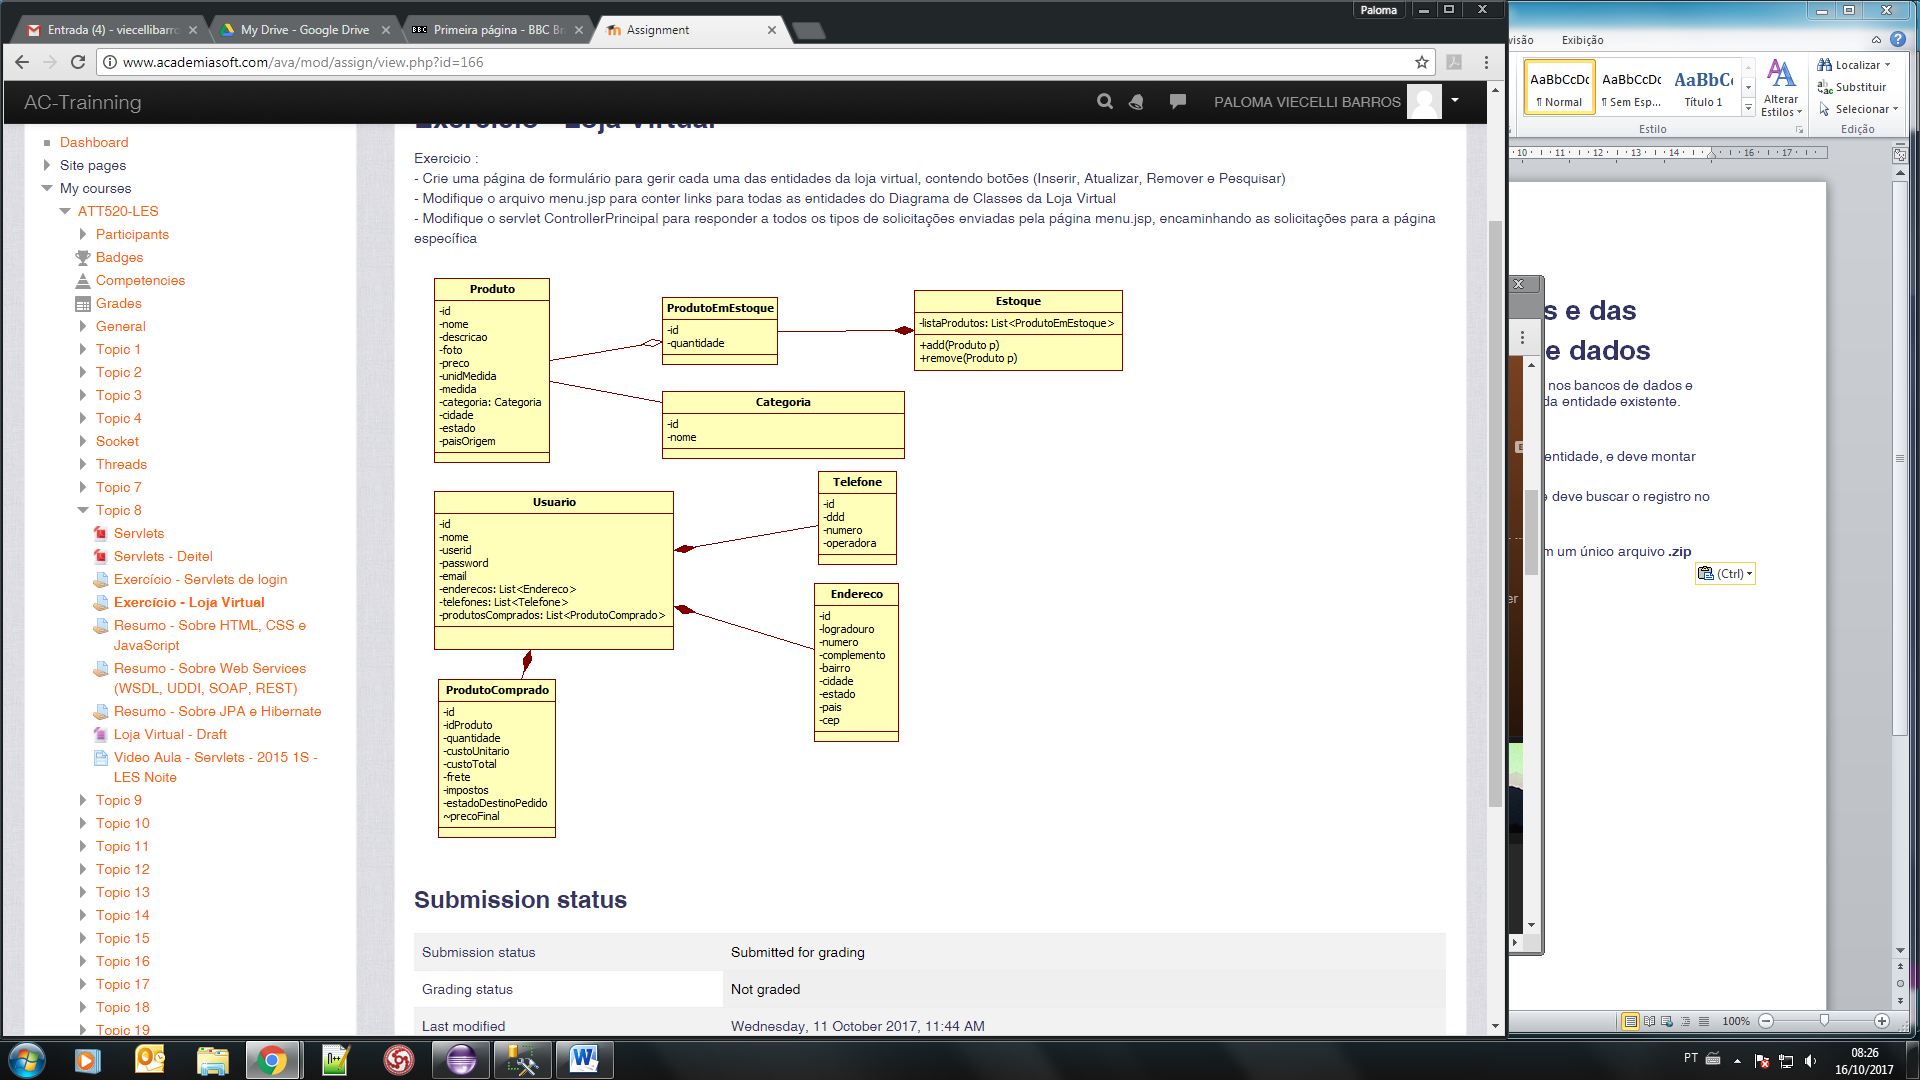 Paloma
Entrada (4) - viecellibarro
My Drive - Google Drive
BBC Primeira página - BBC Br
Assignment
www.academiasoft.com/ava/mod/assign/view.php?id=166
AC-Trainning
PALOMA VIECELLI BARROS
Dashboard
Site pages
My courses
ATT520-LES
Participants
Badges
Competencies
Grades
General
Topic 1
Topic 2
Topic 3
Topic 4
Socket
Threads
Topic 7
Topic 8
Servlets
Servlets - Deitel
Exercício - Servlets de login
Exercício - Loja Virtual
Resumo - Sobre HTML, CSS e
JavaScript
Resumo - Sobre Web Services
(WSDL, UDDI, SOAP, REST)
Resumo - Sobre JPA e Hibernate
Loja Virtual - Draft
Video Aula - Servlets - 2015 1S -
LES Noite
Topic 9
Topic 10
Topic 11
Topic 12
Topic 13
Topic 14
Topic 15
Topic 16
Topic 17
Topic 18
Topic 19
Exercício - Loja Virtual
Exercicio :
- Crie uma página de formulário para gerir cada uma das entidades da loja virtual, contendo botões (Inserir, Atualizar, Remover e Pesquisar)
- Modifique o arquivo menu.jsp para conter links para todas as entidades do Diagrama de Classes da Loja Virtual
- Modifique o servlet ControllerPrincipal para responder a todos os tipos de solicitações enviadas pela página menu.jsp, encaminhando as solicitações para a página
específica
Produto
-id
-nome
-descricao
-foto
-preco
-unidMedida
-medida
-categoria: Categoria
-cidade
-estado
-paisOrigem
ProdutoEmEstoque
-id
-quantidade
Estoque
-listaProdutos: List<ProdutoEmEstoque>
+add(Produto p)
+remove(Produto p)
Categoria
-id
-nome
Usuario
-id
-nome
-userid
-password
-email
-enderecos: List<Endereco>
-telefones: List<Telefone>
-produtosComprados: List<ProdutoComprado>
Telefone
-id
-ddd
-numero
-operadora
Endereco
-id
-logradouro
-numero
-complemento
-bairro
-cidade
-estado
-pais
-cep
ProdutoComprado
-id
-idProduto
-quantidade
-custoUnitario
-custoTotal
-frete
-impostos
-estadoDestinoPedido
~precoFinal
Submission status
Submission status Submitted for grading
Grading status Not graded
Last modified Wednesday, 11 October 2017, 11:44 AM
visão Exibição
AaBbCcDc AaBbCcDc AaBbC
¶ Normal ¶ Sem Esp... Título 1
Alterar
Estilos
Estilo
Localizar
Substituir
Selecionar
Edição
10 11 12 13 14 16 17
s e das
e dados
nos bancos de dados e
da entidade existente.
entidade, e deve montar
e deve buscar o registro no
m um único arquivo .zip
(Ctrl)
er
100%
PT
08:26
16/10/2017